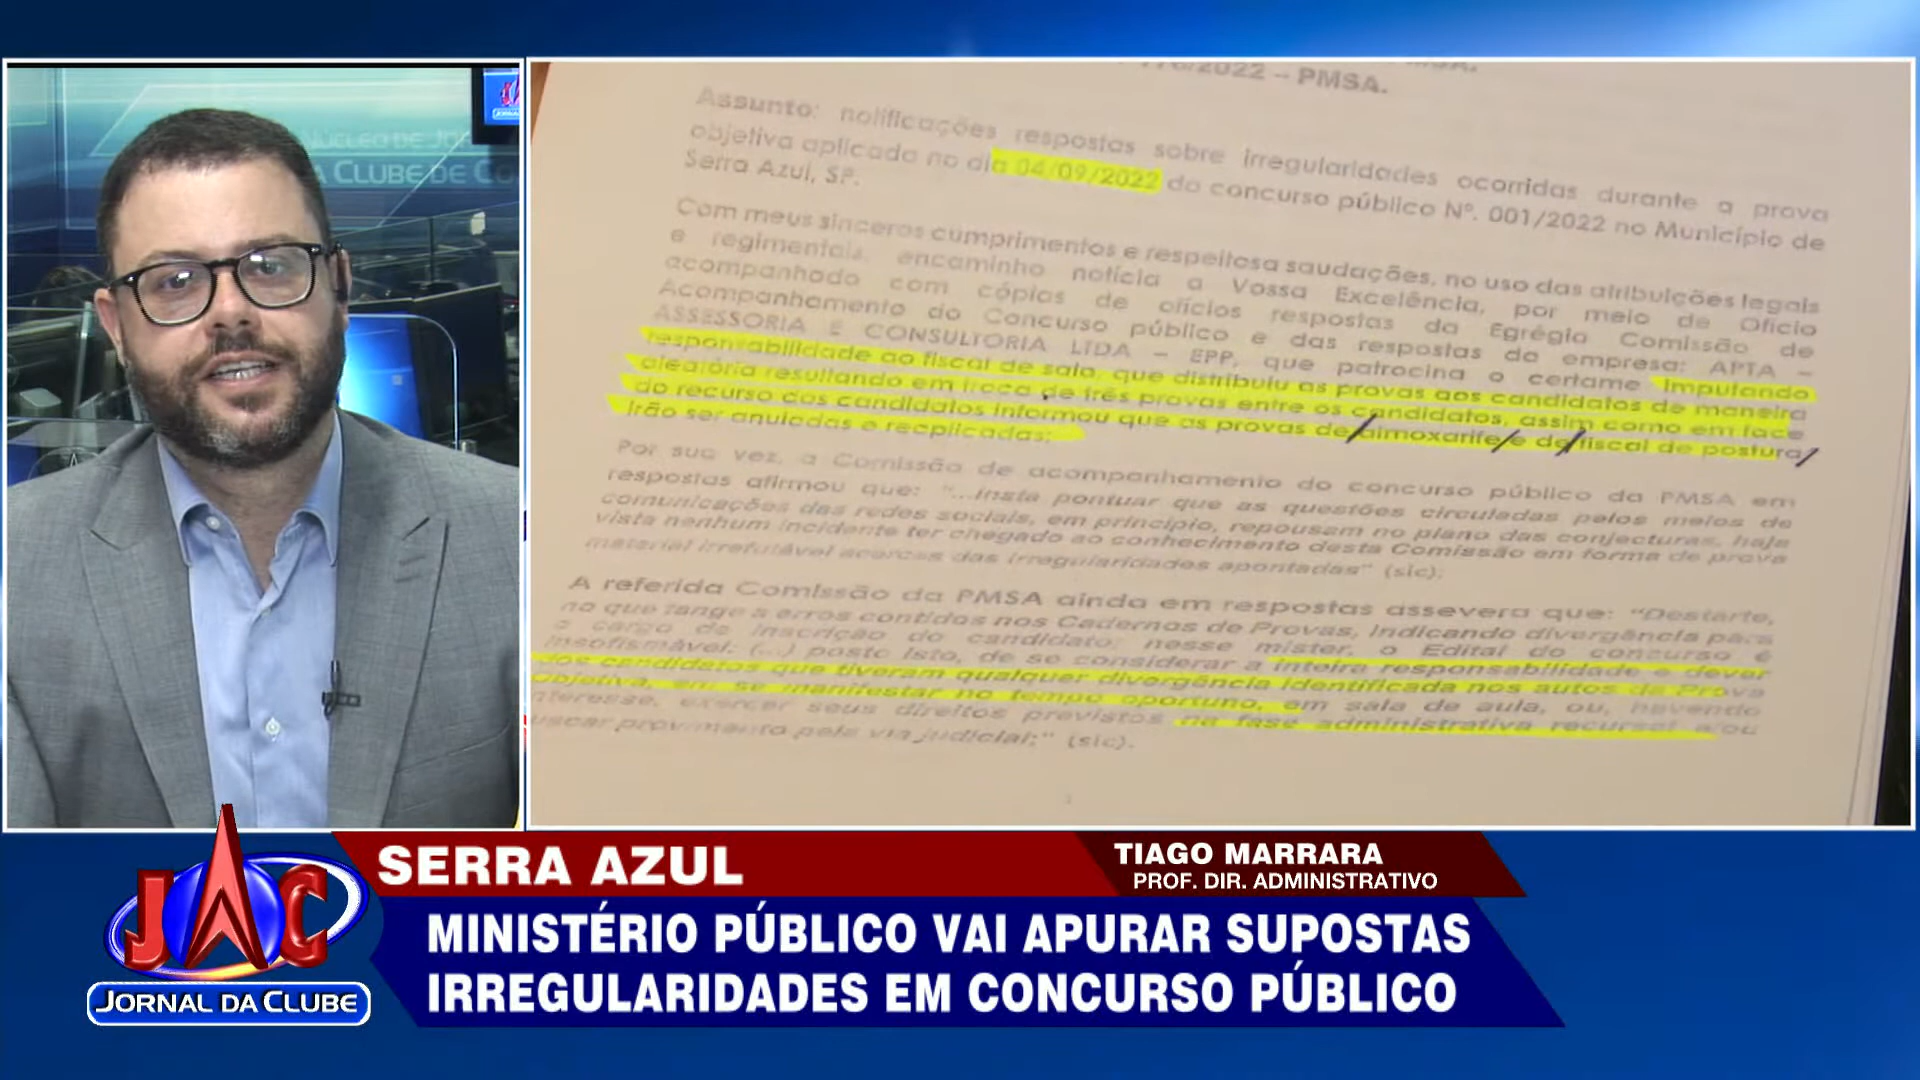 NÚCLEO DE JO
A CLUBE DE CO
116/2022 – PMSA.
Assunto: notificações respostas sobre irregularidades ocorridas durante a prova
objetiva aplicada no dia 04/09/2022 do concurso público Nº. 001/2022 no Município de
Serra Azul, SP.
Com meus sinceros cumprimentos e respeitosa saudações, no uso das atribuições legais
e regimentais, encaminho notícia a Vossa Excelência, por meio de Ofício
acompanhado com cópias de ofícios respostas da Egrégia Comissão de
Acompanhamento do Concurso público e das respostas da empresa: APTA –
ASSESSORIA E CONSULTORIA LTDA – EPP, que patrocina o certame imputando
responsabilidade ao fiscal de sala, que distribuiu as provas aos candidatos de maneira
aleatória resultando em troca de três provas entre os candidatos, assim como em face
do recurso dos candidatos informou que as provas de almoxarife e de fiscal de postura
irão ser anuladas e reaplicadas;
Por sua vez, a Comissão de acompanhamento do concurso público da PMSA em
respostas afirmou que: "...Insta pontuar que as questões circuladas pelos meios de
comunicações das redes sociais, em princípio, repousam no plano das conjecturas, haja
vista nenhum incidente ter chegado ao conhecimento desta Comissão em forma de prova
material irrefutável acercas das irregularidades apontadas" (sic);
A referida Comissão da PMSA ainda em respostas assevera que: "Destarte,
no que tange a erros contidos nos Cadernos de Provas, indicando divergência para
o cargo de inscrição do candidato; nesse mister, o Edital do concurso é
insofismável: (...) posto isto, de se considerar a inteira responsabilidade e dever
dos candidatos que tiveram qualquer divergência identificada nos autos da Prova
Objetiva, em se manifestar no tempo oportuno, em sala de aula, ou, havendo
interesse, exercer seus direitos previstos na fase administrativa recursal a/ou
buscar provimento pela via judicial;" (sic).
SERRA AZUL
TIAGO MARRARA
PROF. DIR. ADMINISTRATIVO
MINISTÉRIO PÚBLICO VAI APURAR SUPOSTAS
IRREGULARIDADES EM CONCURSO PÚBLICO
JAC
JORNAL DA CLUBE